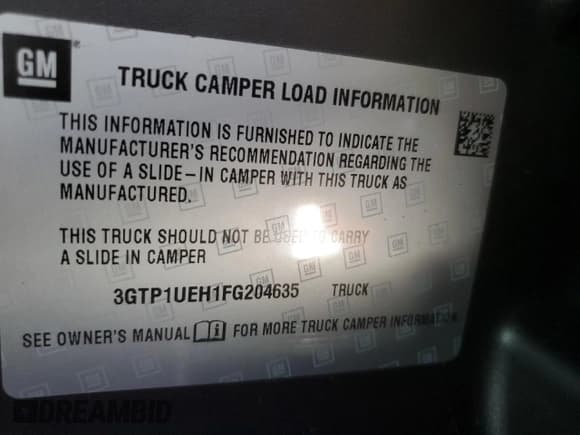 GM
TRUCK CAMPER LOAD INFORMATION
THIS INFORMATION IS FURNISHED TO INDICATE THE
MANUFACTURER'S RECOMMENDATION REGARDING THE
USE OF A SLIDE-IN CAMPER WITH THIS TRUCK AS
MANUFACTURED.
THIS TRUCK SHOULD NOT BE USED TO CARRY
A SLIDE IN CAMPER
3GTP1UEH1FG204635 TRUCK
SEE OWNER'S MANUAL FOR MORE TRUCK CAMPER INFORMATION
DREAMBID